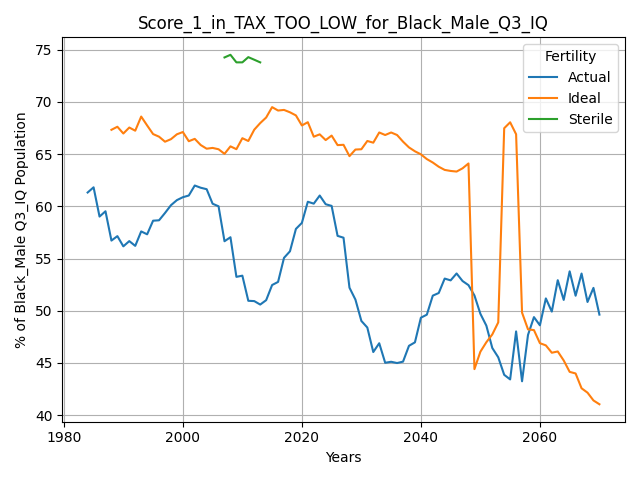 Score_1_in_TAX_TOO_LOW_for_Black_Male_Q3_IQ
% of Black_Male Q3_IQ Population
75
70
65
60
55
50
45
40
Fertility
Actual
Ideal
Sterile
1980
2000
2020
2040
2060
Years